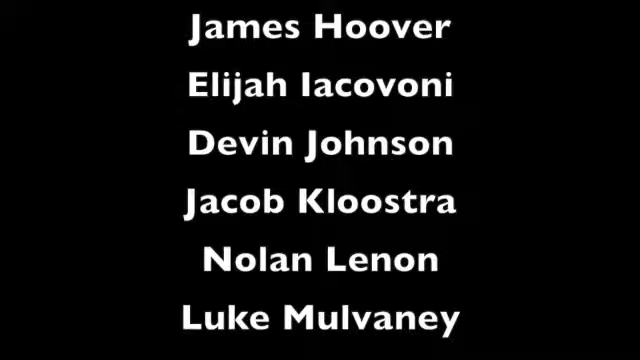 James Hoover
Elijah Iacovoni
Devin Johnson
Jacob Kloostra
Nolan Lenon
Luke Mulvaney